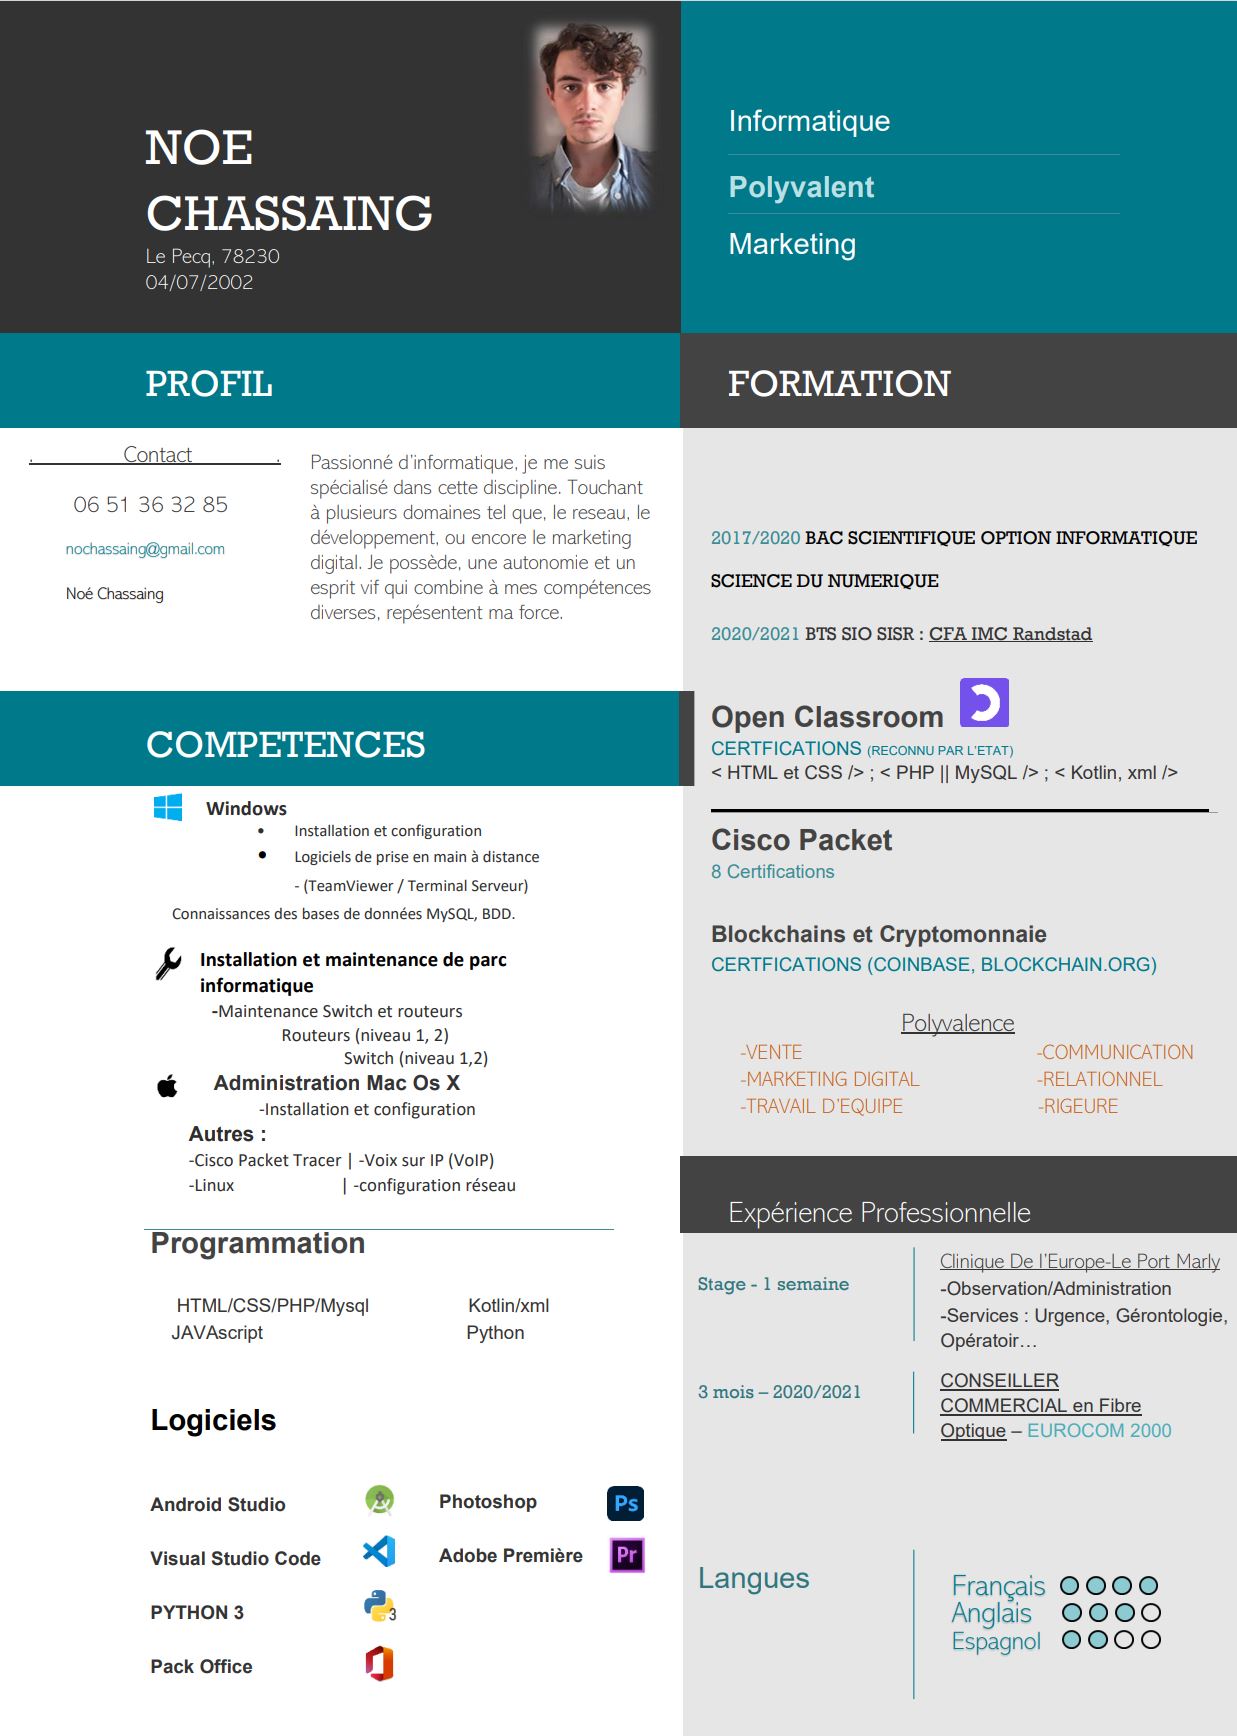 NOE
CHASSAING
Le Pecq, 78230
04/07/2002
Informatique
Polyvalent
Marketing
PROFIL
. Contact .
06 51 36 32 85
nochassaing@gmail.com
Noé Chassaing
Passionné d'informatique, je me suis
spécialisé dans cette discipline. Touchant
à plusieurs domaines tel que, le reseau, le
développement, ou encore le marketing
digital. Je possède, une autonomie et un
esprit vif qui combine à mes compétences
diverses, repésentent ma force.
COMPETENCES
Windows
• Installation et configuration
• Logiciels de prise en main à distance
- (TeamViewer / Terminal Serveur)
Connaissances des bases de données MySQL, BDD.
Installation et maintenance de parc
informatique
-Maintenance Switch et routeurs
Routeurs (niveau 1, 2)
Switch (niveau 1,2)
Administration Mac Os X
-Installation et configuration
Autres :
-Cisco Packet Tracer | -Voix sur IP (VoIP)
-Linux | -configuration réseau
Programmation
HTML/CSS/PHP/Mysql Kotlin/xml
JAVAscript Python
Logiciels
Android Studio Photoshop Ps
Visual Studio Code Adobe Première Pr
PYTHON 3 3
Pack Office
FORMATION
2017/2020 BAC SCIENTIFIQUE OPTION INFORMATIQUE
SCIENCE DU NUMERIQUE
2020/2021 BTS SIO SISR : CFA IMC Randstad
Open Classroom
CERTFICATIONS (RECONNU PAR L'ETAT)
< HTML et CSS /> ; < PHP || MySQL /> ; < Kotlin, xml />
Cisco Packet
8 Certifications
Blockchains et Cryptomonnaie
CERTFICATIONS (COINBASE, BLOCKCHAIN.ORG)
Polyvalence
-VENTE -COMMUNICATION
-MARKETING DIGITAL -RELATIONNEL
-TRAVAIL D'EQUIPE -RIGEURE
Expérience Professionnelle
Stage - 1 semaine
Clinique De l'Europe-Le Port Marly
-Observation/Administration
-Services : Urgence, Gérontologie,
Opératoir…
3 mois – 2020/2021
CONSEILLER
COMMERCIAL en Fibre
Optique – EUROCOM 2000
Langues
Français
Anglais
Espagnol